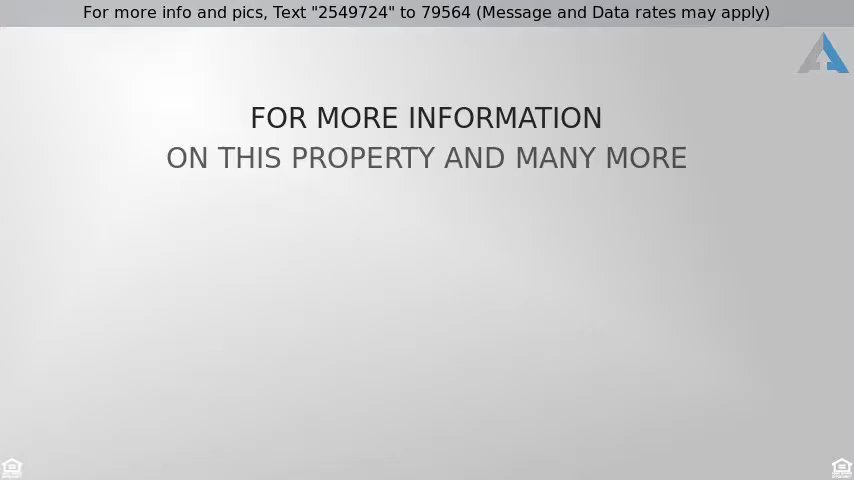 For more info and pics, Text "2549724" to 79564 (Message and Data rates may apply)
FOR MORE INFORMATION
ON THIS PROPERTY AND MANY MORE